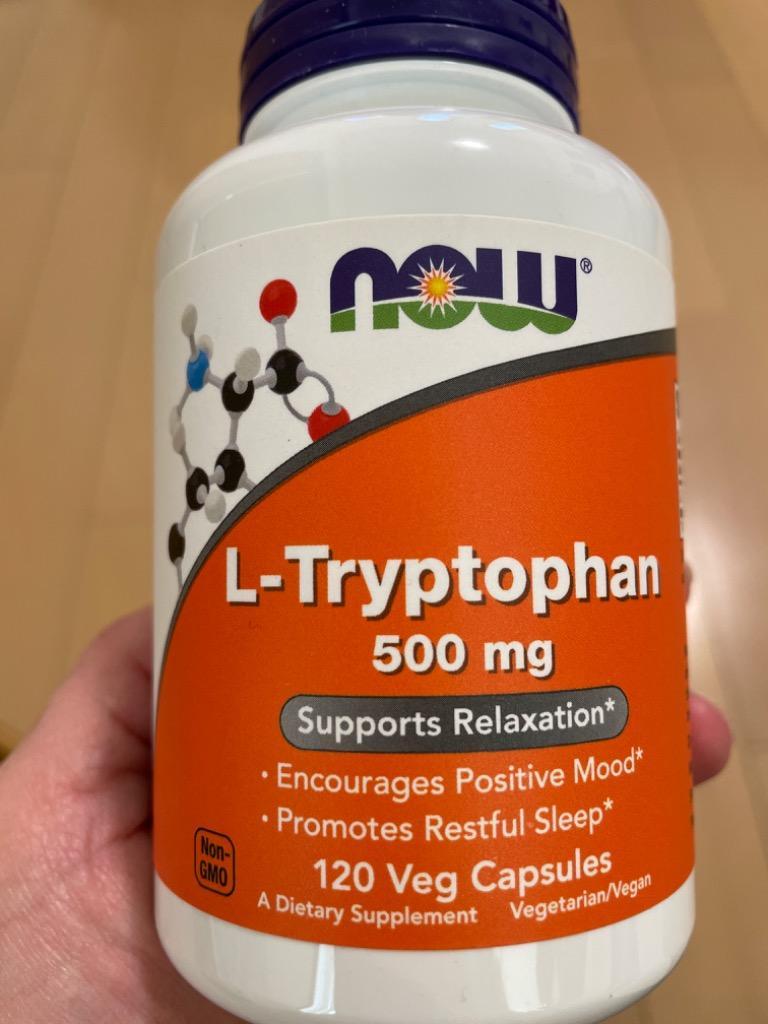 NOW®
L-Tryptophan
500 mg
Supports Relaxation*
• Encourages Positive Mood*
• Promotes Restful Sleep*
Non-
GMO
120 Veg Capsules
A Dietary Supplement Vegetarian/Vegan